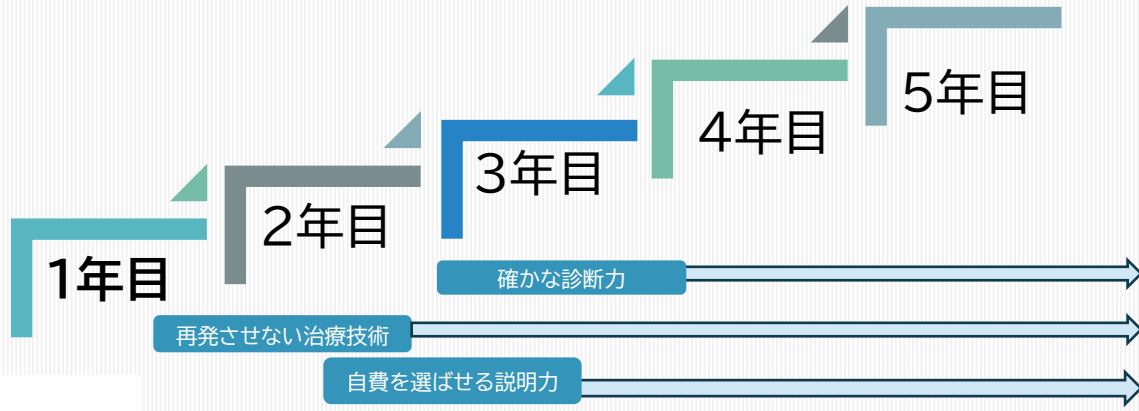 1年目
2年目
3年目
4年目
5年目
確かな診断力
再発させない治療技術
自費を選ばせる説明力